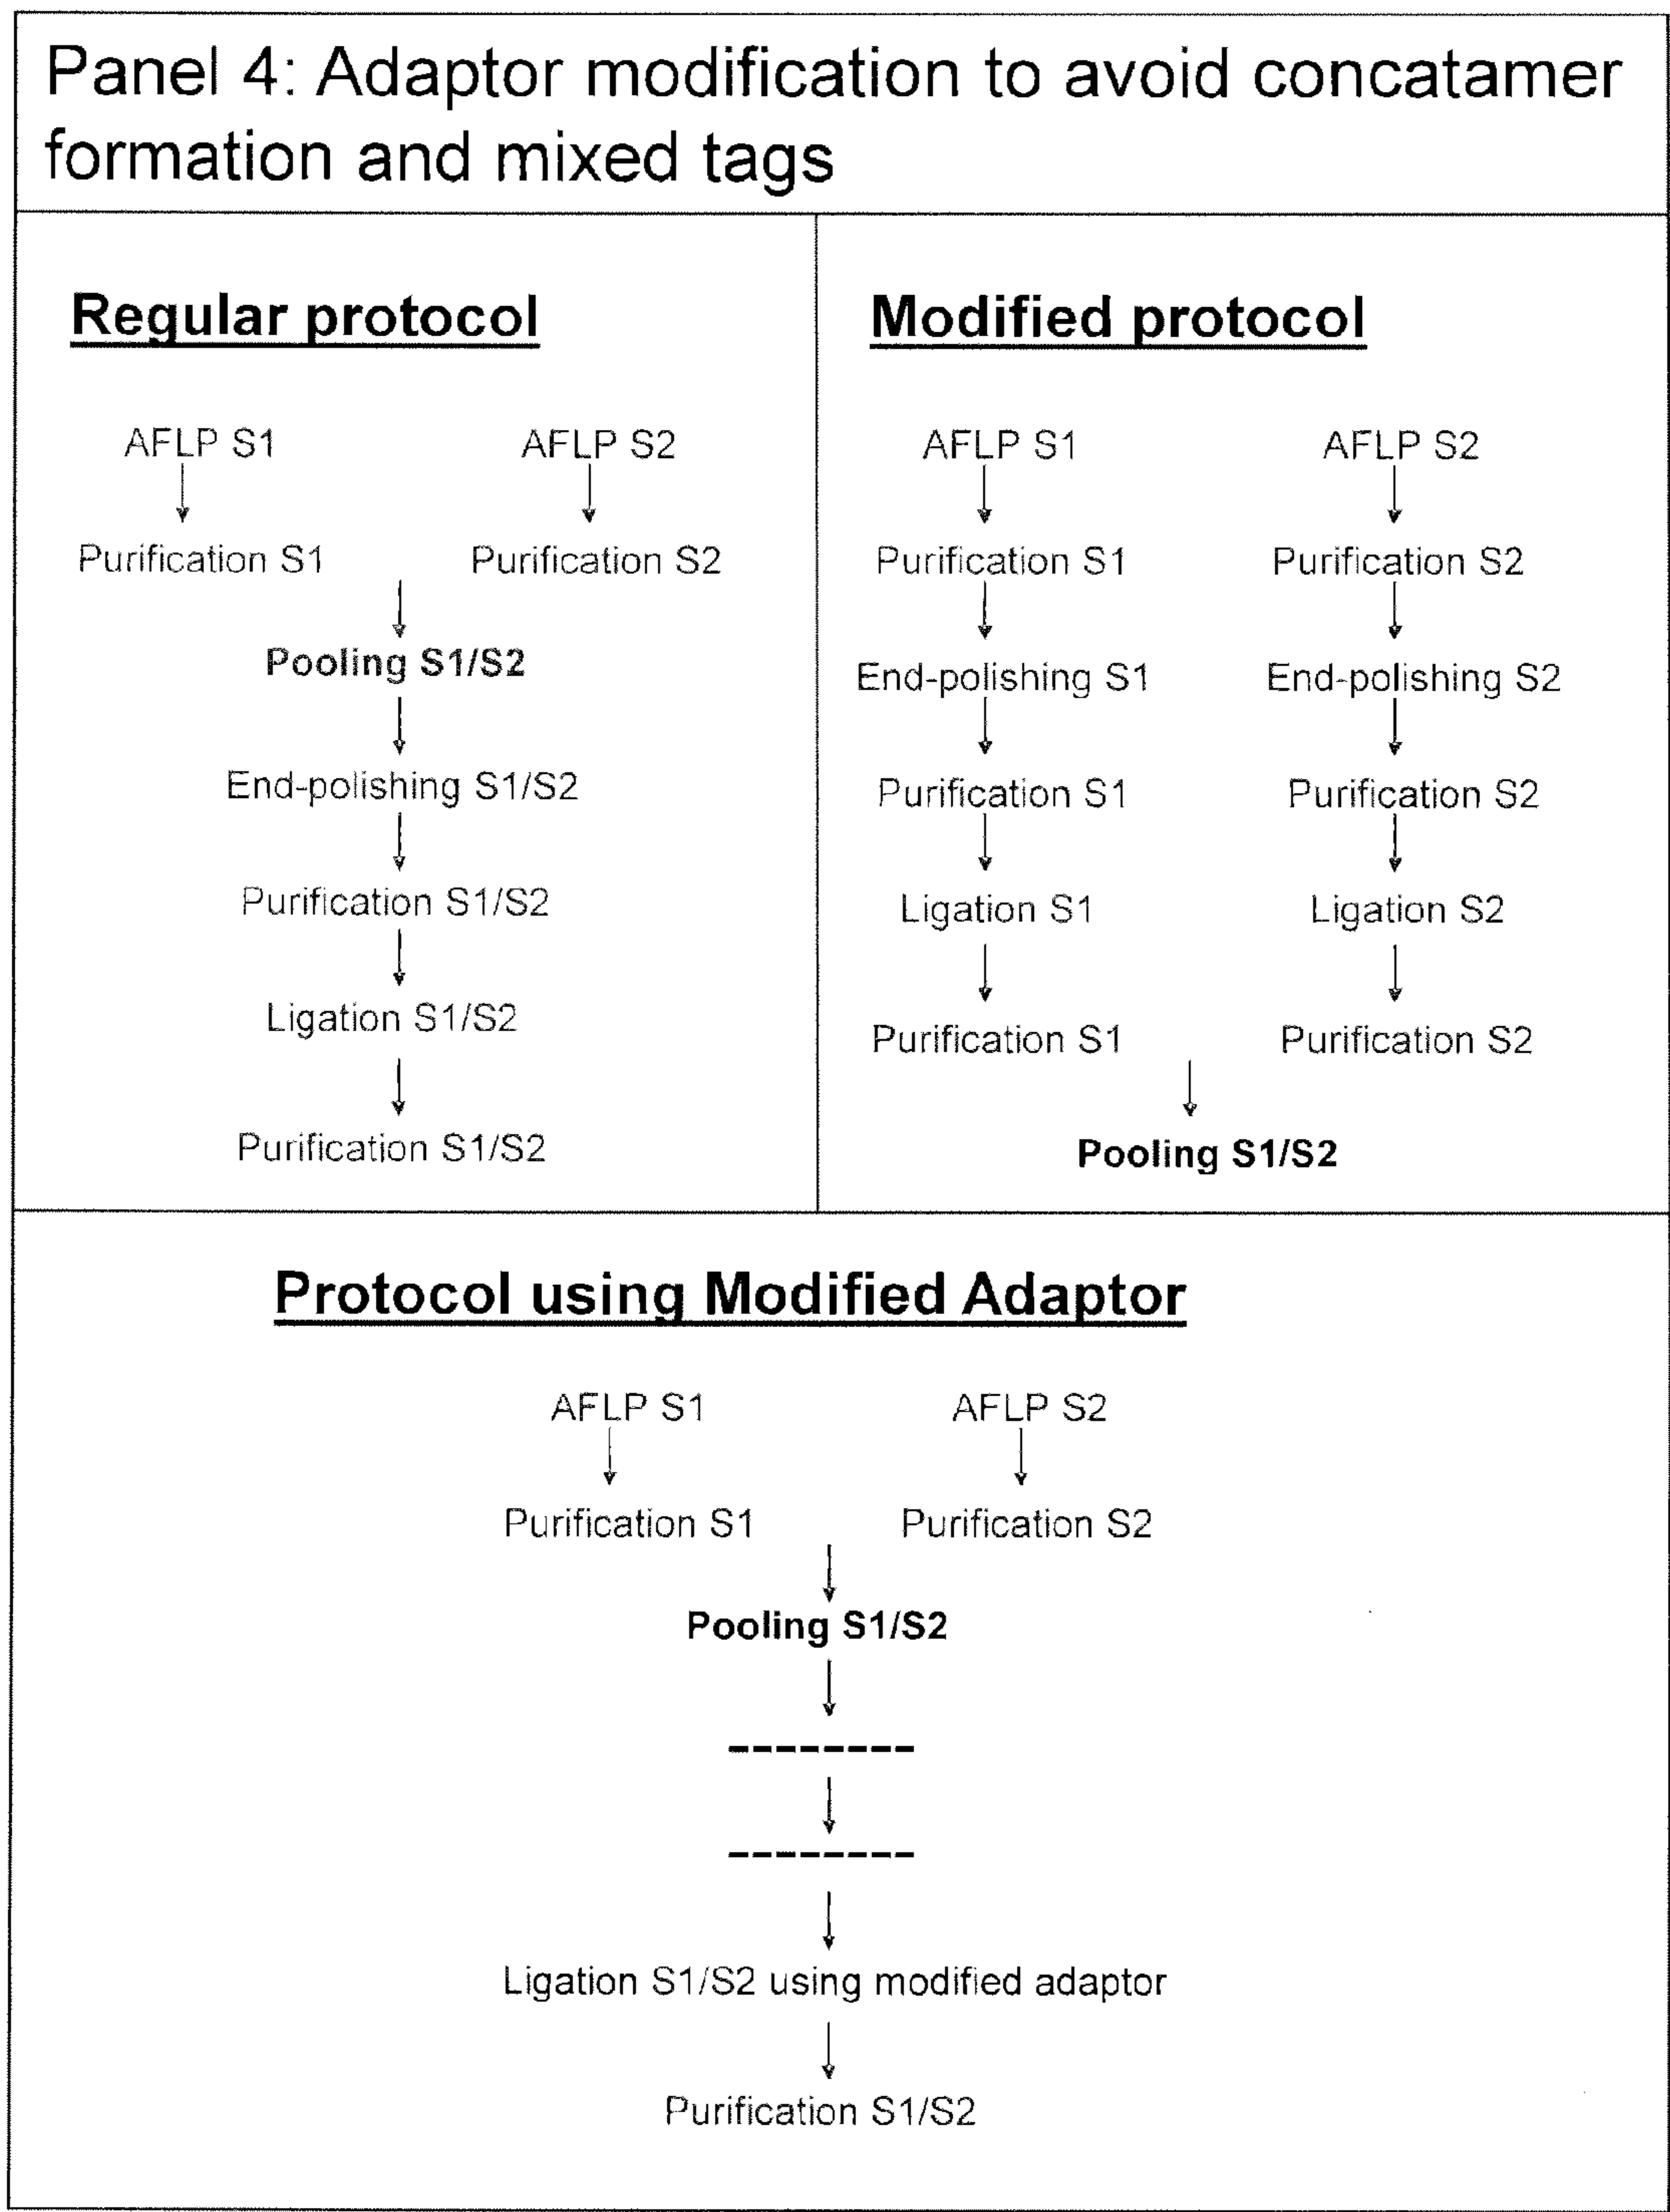 Panel 4: Adaptor modification to avoid concatamer
formation and mixed tags
Regular protocol
AFLP S1 AFLP S2
Purification S1 Purification S2
Pooling S1/S2
End-polishing S1/S2
Purification S1/S2
Ligation S1/S2
Purification S1/S2
Modified protocol
AFLP S1 AFLP S2
Purification S1 Purification S2
End-polishing S1 End-polishing S2
Purification S1 Purification S2
Ligation S1 Ligation S2
Purification S1 Purification S2
Pooling S1/S2
Protocol using Modified Adaptor
AFLP S1 AFLP S2
Purification S1 Purification S2
Pooling S1/S2
--------
--------
Ligation S1/S2 using modified adaptor
Purification S1/S2